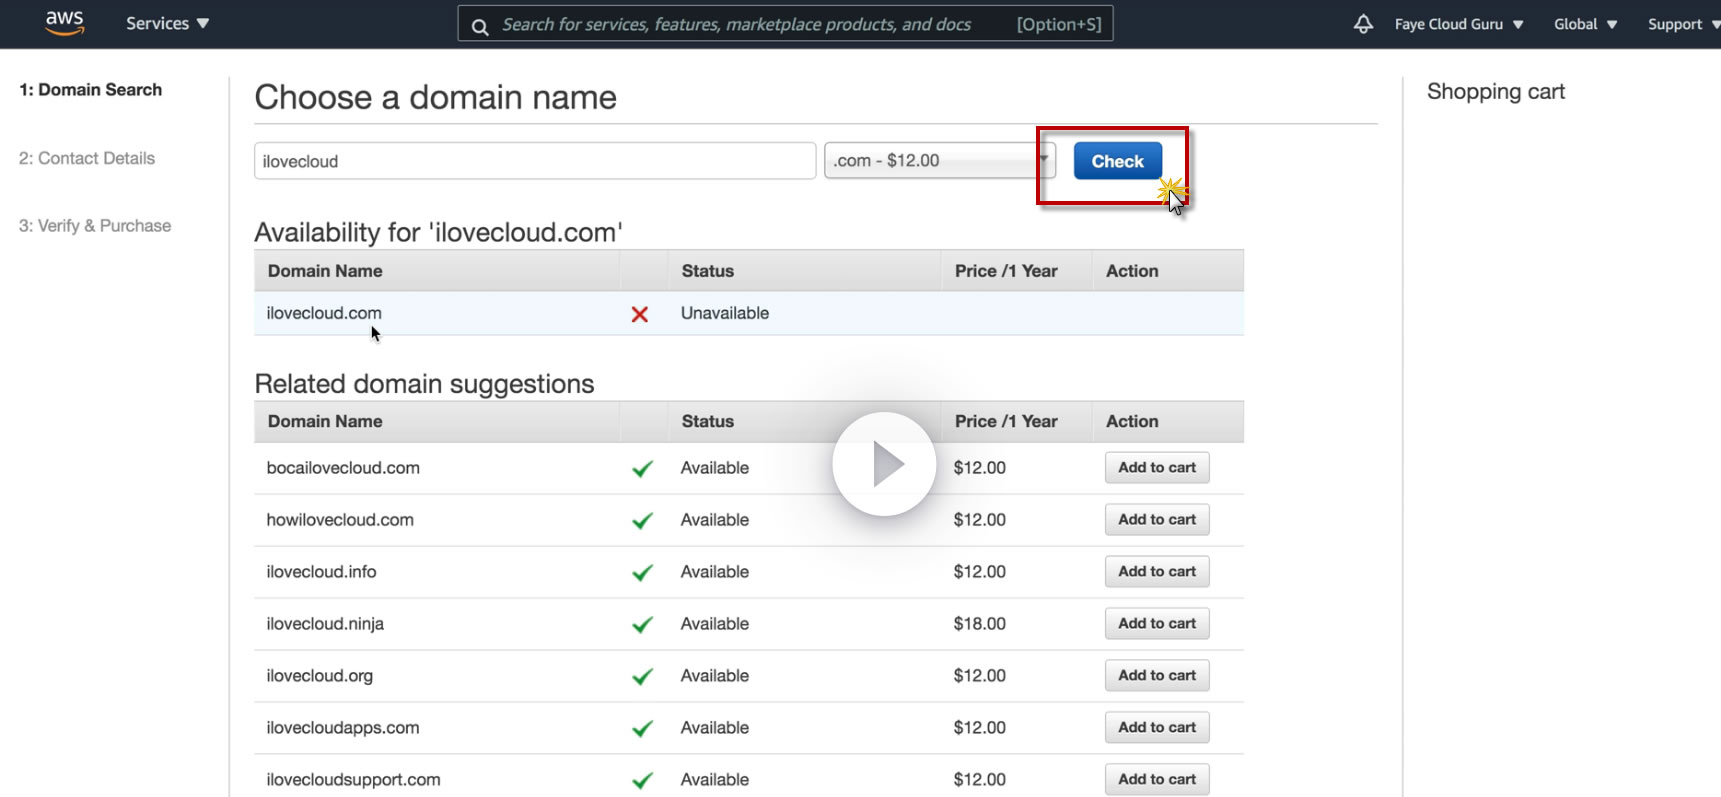 aws Services Search for services, features, marketplace products, and docs [Option+S] Faye Cloud Guru Global Support
1: Domain Search
2: Contact Details
3: Verify & Purchase
Choose a domain name
ilovecloud .com - $12.00 Check
Availability for 'ilovecloud.com'
Domain Name Status Price /1 Year Action
ilovecloud.com Unavailable
Related domain suggestions
Domain Name Status Price /1 Year Action
bocailovecloud.com Available $12.00 Add to cart
howilovecloud.com Available $12.00 Add to cart
ilovecloud.info Available $12.00 Add to cart
ilovecloud.ninja Available $18.00 Add to cart
ilovecloud.org Available $12.00 Add to cart
ilovecloudapps.com Available $12.00 Add to cart
ilovecloudsupport.com Available $12.00 Add to cart
Shopping cart